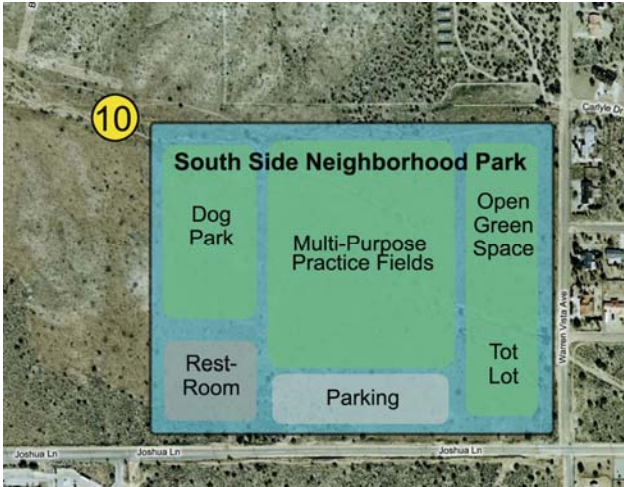 B
10
Carlyle Dr
South Side Neighborhood Park
Dog
Park
Multi-Purpose
Practice Fields
Open
Green
Space
Warren Vista Ave
Rest-
Room
Parking
Tot
Lot
Joshua Ln
Joshua Ln
Joshua Ln